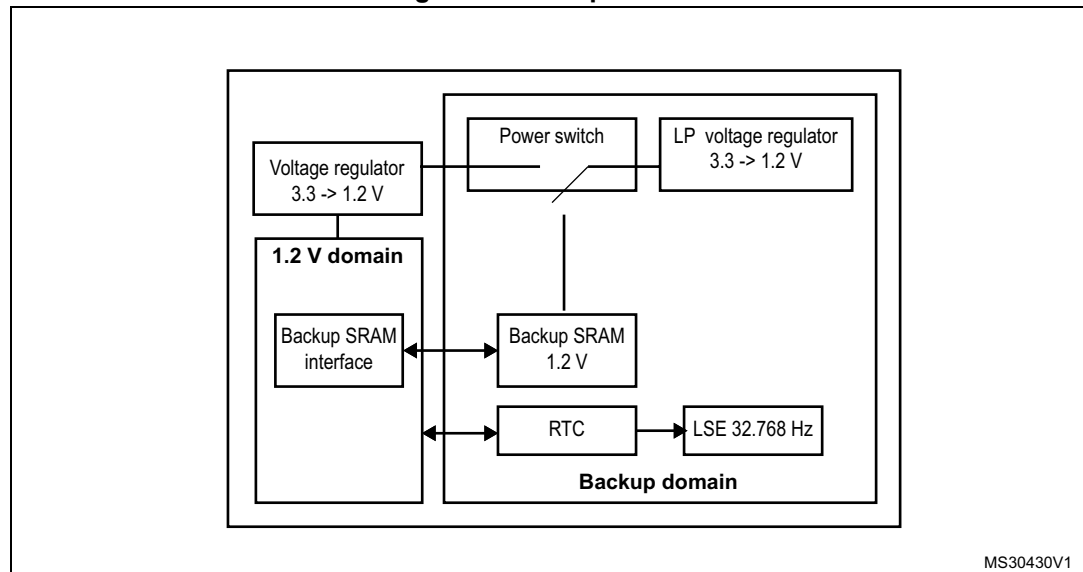 Power switch
LP voltage regulator
3.3 -> 1.2 V
Voltage regulator
3.3 -> 1.2 V
1.2 V domain
Backup SRAM
interface
Backup SRAM
1.2 V
RTC
LSE 32.768 Hz
Backup domain
MS30430V1